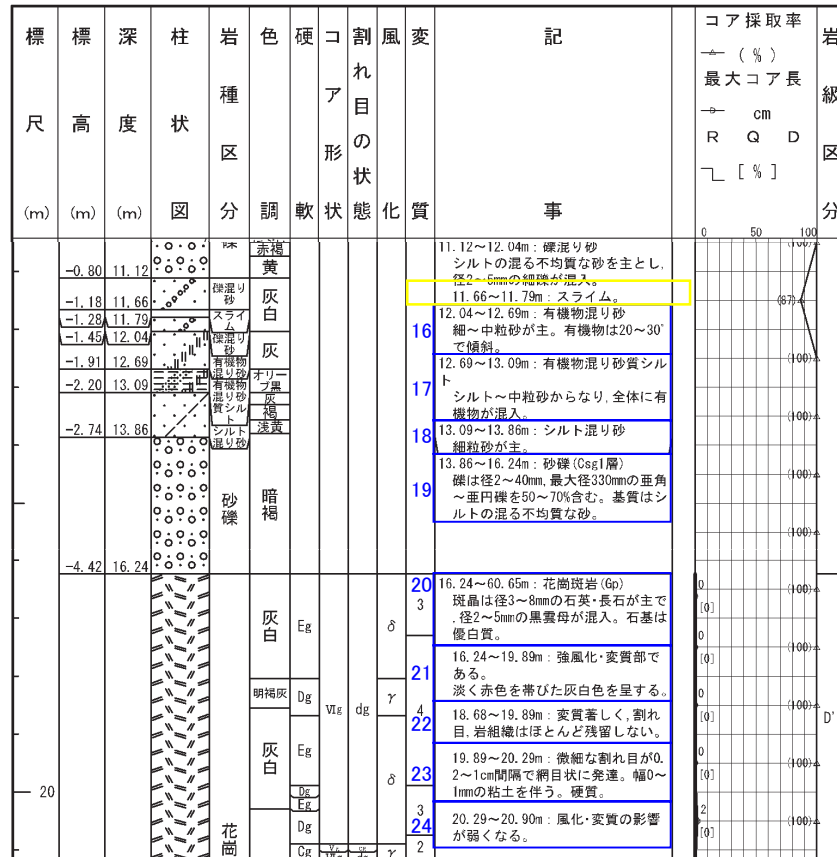 標尺(m)
標高(m)
深度(m)
柱状図
岩種区分
色調
硬軟
コア形状
割れ目の状態
風化
変質
記事
コア採取率
(%)
最大コア長
cm
R Q D
[%]
岩級区分
0 50 100
礫
赤褐
黄
-0.80 11.12
礫混り
砂
灰白
-1.18 11.66
スライ
ム
-1.28 11.79
礫混り
砂
灰
-1.45 12.04
有機物
混り砂
オリー
ブ黒
-1.91 12.69
有機物
混り砂
質シル
ト
灰
褐
-2.20 13.09
シルト
混り砂
浅黄
-2.74 13.86
砂礫
暗褐
-4.42 16.24
20
花崗
灰白
明褐灰
灰白
Eg
Dg
Eg
Dg
Eg
Dg
Cg
VIg
dg
δ
γ
δ
γ
3
4
3
2
11.12~12.04m:礫混り砂
シルトの混る不均質な砂を主とし,
径2~5mmの細礫が混入。
11.66~11.79m:スライム。
16
12.04~12.69m:有機物混り砂
細~中粒砂が主。有機物は20~30°
で傾斜。
17
12.69~13.09m:有機物混り砂質シル
ト
シルト~中粒砂からなり,全体に有
機物が混入。
18
13.09~13.86m:シルト混り砂
細粒砂が主。
19
13.86~16.24m:砂礫(Csg1層)
礫は径2~40mm,最大径330mmの亜角
~亜円礫を50~70%含む。基質はシ
ルトの混る不均質な砂。
20
16.24~60.65m:花崗斑岩(Gp)
斑晶は径3~8mmの石英・長石が主で
,径2~5mmの黒雲母が混入。石基は
優白質。
21
16.24~19.89m:強風化・変質部で
ある。
淡く赤色を帯びた灰白色を呈する。
22
18.68~19.89m:変質著しく,割れ
目,岩組織はほとんど残留しない。
23
19.89~20.29m:微細な割れ目が0.
2~1cm間隔で網目状に発達。幅0~
1mmの粘土を伴う。硬質。
24
20.29~20.90m:風化・変質の影響
が弱くなる。
(100)
(67)
(100)
(100)
(100)
(100)
0
[0]
(100)
0
[0]
(100)
0
[0]
(100)
0
[0]
(100)
2
[0]
(100)
D'